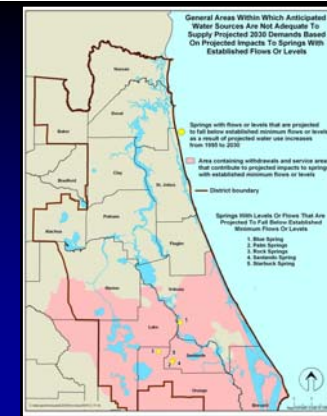 General Areas Within Which Anticipated
Water Sources Are Not Adequate To
Supply Projected 2030 Demands Based
On Projected Impacts To Springs With
Established Flows Or Levels
Nassau
Duval
Baker
Springs with flows or levels that are projected
to fall below established minimum flows or levels
as a result of projected water use increases
from 1995 to 2030
Area containing withdrawals and service areas
that contribute to projected impacts to springs
with established minimum flows or levels
District boundary
Clay
St. Johns
Bradford
Putnam
Alachua
Flagler
Springs With Levels Or Flows That Are
Projected To Fall Below Established
Minimum Flows Or Levels
1. Blue Spring
2. Palm Springs
3. Rock Springs
4. Sanlando Spring
5. Starbuck Spring
Marion
Volusia
Lake
Seminole
Orange
Brevard